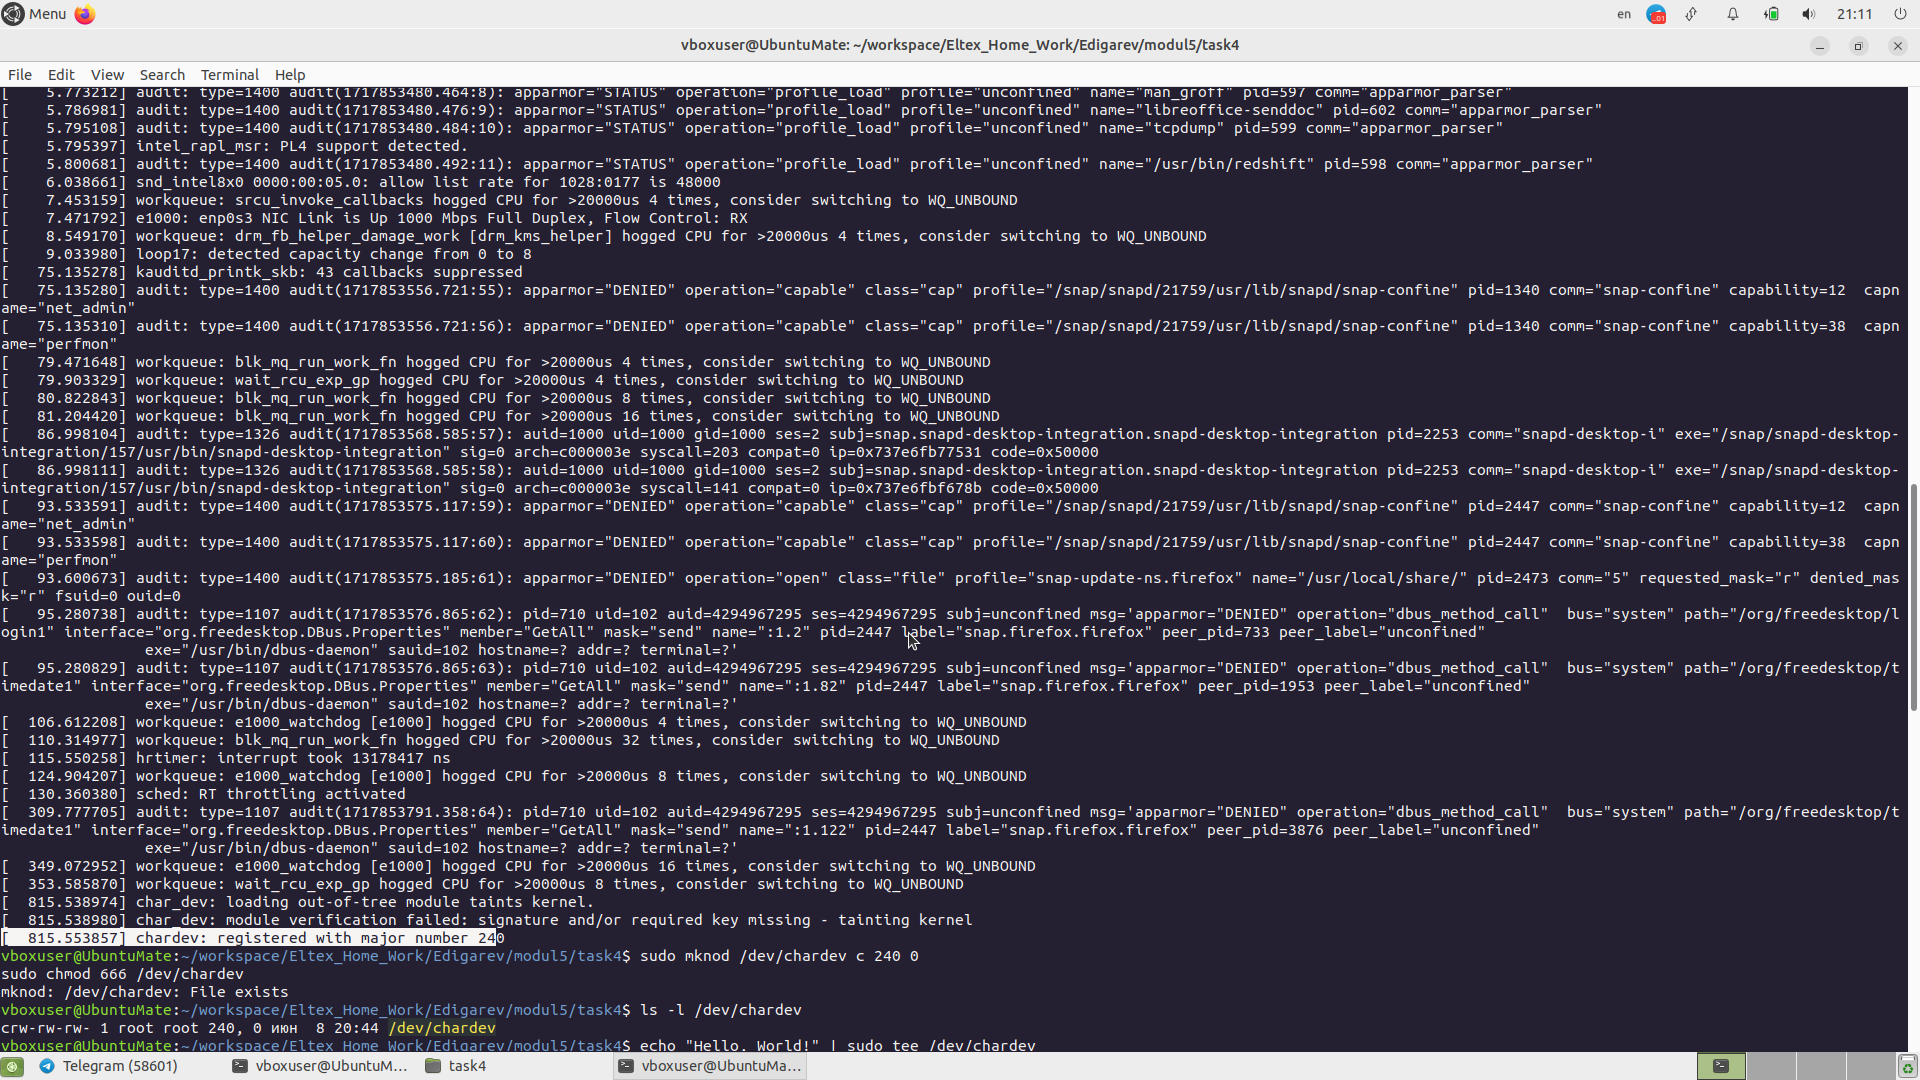 Menu
en
01
21:11
vboxuser@UbuntuMate: ~/workspace/Eltex_Home_Work/Edigarev/modul5/task4
File Edit View Search Terminal Help
[    5.773212] audit: type=1400 audit(1717853480.464:8): apparmor="STATUS" operation="profile_load" profile="unconfined" name="man_groff" pid=597 comm="apparmor_parser"
[    5.786981] audit: type=1400 audit(1717853480.476:9): apparmor="STATUS" operation="profile_load" profile="unconfined" name="libreoffice-senddoc" pid=602 comm="apparmor_parser"
[    5.795108] audit: type=1400 audit(1717853480.484:10): apparmor="STATUS" operation="profile_load" profile="unconfined" name="tcpdump" pid=599 comm="apparmor_parser"
[    5.795397] intel_rapl_msr: PL4 support detected.
[    5.800681] audit: type=1400 audit(1717853480.492:11): apparmor="STATUS" operation="profile_load" profile="unconfined" name="/usr/bin/redshift" pid=598 comm="apparmor_parser"
[    6.038661] snd_intel8x0 0000:00:05.0: allow list rate for 1028:0177 is 48000
[    7.453159] workqueue: srcu_invoke_callbacks hogged CPU for >20000us 4 times, consider switching to WQ_UNBOUND
[    7.471792] e1000: enp0s3 NIC Link is Up 1000 Mbps Full Duplex, Flow Control: RX
[    8.549170] workqueue: drm_fb_helper_damage_work [drm_kms_helper] hogged CPU for >20000us 4 times, consider switching to WQ_UNBOUND
[    9.033980] loop17: detected capacity change from 0 to 8
[   75.135278] kauditd_printk_skb: 43 callbacks suppressed
[   75.135280] audit: type=1400 audit(1717853556.721:55): apparmor="DENIED" operation="capable" class="cap" profile="/snap/snapd/21759/usr/lib/snapd/snap-confine" pid=1340 comm="snap-confine" capability=12  capn
ame="net_admin"
[   75.135310] audit: type=1400 audit(1717853556.721:56): apparmor="DENIED" operation="capable" class="cap" profile="/snap/snapd/21759/usr/lib/snapd/snap-confine" pid=1340 comm="snap-confine" capability=38  capn
ame="perfmon"
[   79.471648] workqueue: blk_mq_run_work_fn hogged CPU for >20000us 4 times, consider switching to WQ_UNBOUND
[   79.903329] workqueue: wait_rcu_exp_gp hogged CPU for >20000us 4 times, consider switching to WQ_UNBOUND
[   80.822843] workqueue: blk_mq_run_work_fn hogged CPU for >20000us 8 times, consider switching to WQ_UNBOUND
[   81.204420] workqueue: blk_mq_run_work_fn hogged CPU for >20000us 16 times, consider switching to WQ_UNBOUND
[   86.998104] audit: type=1326 audit(1717853568.585:57): auid=1000 uid=1000 gid=1000 ses=2 subj=snap.snapd-desktop-integration.snapd-desktop-integration pid=2253 comm="snapd-desktop-i" exe="/snap/snapd-desktop-
integration/157/usr/bin/snapd-desktop-integration" sig=0 arch=c000003e syscall=203 compat=0 ip=0x737e6fb77531 code=0x50000
[   86.998111] audit: type=1326 audit(1717853568.585:58): auid=1000 uid=1000 gid=1000 ses=2 subj=snap.snapd-desktop-integration.snapd-desktop-integration pid=2253 comm="snapd-desktop-i" exe="/snap/snapd-desktop-
integration/157/usr/bin/snapd-desktop-integration" sig=0 arch=c000003e syscall=141 compat=0 ip=0x737e6fbf678b code=0x50000
[   93.533591] audit: type=1400 audit(1717853575.117:59): apparmor="DENIED" operation="capable" class="cap" profile="/snap/snapd/21759/usr/lib/snapd/snap-confine" pid=2447 comm="snap-confine" capability=12  capn
ame="net_admin"
[   93.533598] audit: type=1400 audit(1717853575.117:60): apparmor="DENIED" operation="capable" class="cap" profile="/snap/snapd/21759/usr/lib/snapd/snap-confine" pid=2447 comm="snap-confine" capability=38  capn
ame="perfmon"
[   93.600673] audit: type=1400 audit(1717853575.185:61): apparmor="DENIED" operation="open" class="file" profile="snap-update-ns.firefox" name="/usr/local/share/" pid=2473 comm="5" requested_mask="r" denied_mas
k="r" fsuid=0 ouid=0
[   95.280738] audit: type=1107 audit(1717853576.865:62): pid=710 uid=102 auid=4294967295 ses=4294967295 subj=unconfined msg='apparmor="DENIED" operation="dbus_method_call"  bus="system" path="/org/freedesktop/l
ogin1" interface="org.freedesktop.DBus.Properties" member="GetAll" mask="send" name=":1.2" pid=2447 label="snap.firefox.firefox" peer_pid=733 peer_label="unconfined"
exe="/usr/bin/dbus-daemon" sauid=102 hostname=? addr=? terminal=?'
[   95.280829] audit: type=1107 audit(1717853576.865:63): pid=710 uid=102 auid=4294967295 ses=4294967295 subj=unconfined msg='apparmor="DENIED" operation="dbus_method_call"  bus="system" path="/org/freedesktop/t
imedate1" interface="org.freedesktop.DBus.Properties" member="GetAll" mask="send" name=":1.82" pid=2447 label="snap.firefox.firefox" peer_pid=1953 peer_label="unconfined"
exe="/usr/bin/dbus-daemon" sauid=102 hostname=? addr=? terminal=?'
[  106.612208] workqueue: e1000_watchdog [e1000] hogged CPU for >20000us 4 times, consider switching to WQ_UNBOUND
[  110.314977] workqueue: blk_mq_run_work_fn hogged CPU for >20000us 32 times, consider switching to WQ_UNBOUND
[  115.550258] hrtimer: interrupt took 13178417 ns
[  124.904207] workqueue: e1000_watchdog [e1000] hogged CPU for >20000us 8 times, consider switching to WQ_UNBOUND
[  130.360380] sched: RT throttling activated
[  309.777705] audit: type=1107 audit(1717853791.358:64): pid=710 uid=102 auid=4294967295 ses=4294967295 subj=unconfined msg='apparmor="DENIED" operation="dbus_method_call"  bus="system" path="/org/freedesktop/t
imedate1" interface="org.freedesktop.DBus.Properties" member="GetAll" mask="send" name=":1.122" pid=2447 label="snap.firefox.firefox" peer_pid=3876 peer_label="unconfined"
exe="/usr/bin/dbus-daemon" sauid=102 hostname=? addr=? terminal=?'
[  349.072952] workqueue: e1000_watchdog [e1000] hogged CPU for >20000us 16 times, consider switching to WQ_UNBOUND
[  353.585870] workqueue: wait_rcu_exp_gp hogged CPU for >20000us 8 times, consider switching to WQ_UNBOUND
[  815.538974] char_dev: loading out-of-tree module taints kernel.
[  815.538980] char_dev: module verification failed: signature and/or required key missing - tainting kernel
[  815.553857] chardev: registered with major number 240
vboxuser@UbuntuMate:~/workspace/Eltex_Home_Work/Edigarev/modul5/task4$ sudo mknod /dev/chardev c 240 0
sudo chmod 666 /dev/chardev
mknod: /dev/chardev: File exists
vboxuser@UbuntuMate:~/workspace/Eltex_Home_Work/Edigarev/modul5/task4$ ls -l /dev/chardev
crw-rw-rw- 1 root root 240, 0 июн  8 20:44 /dev/chardev
vboxuser@UbuntuMate:~/workspace/Eltex_Home_Work/Edigarev/modul5/task4$ echo "Hello, World!" | sudo tee /dev/chardev
Telegram (58601)
vboxuser@UbuntuM...
task4
vboxuser@UbuntuMa...